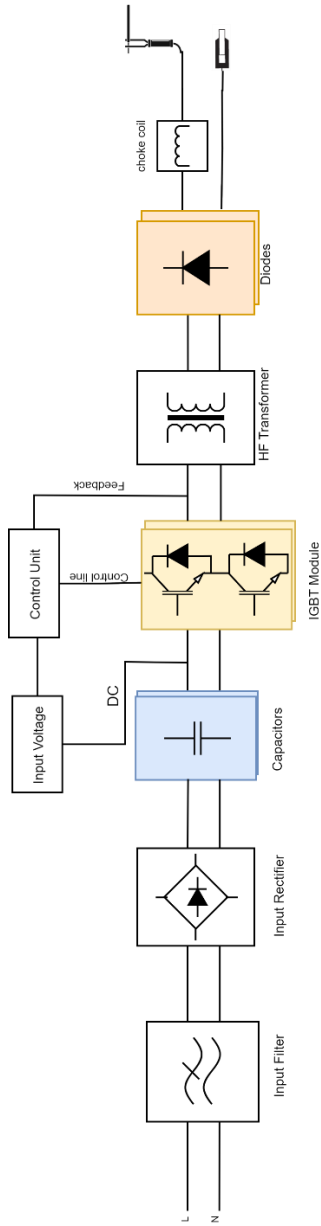 L
N
Input Filter
Input Rectifier
Capacitors
DC
Input Voltage
Control Unit
Control line
Feedback
IGBT Module
HF Transformer
Diodes
choke coil